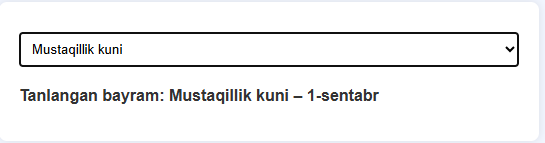 Mustaqillik kuni
Tanlangan bayram: Mustaqillik kuni – 1-sentabr